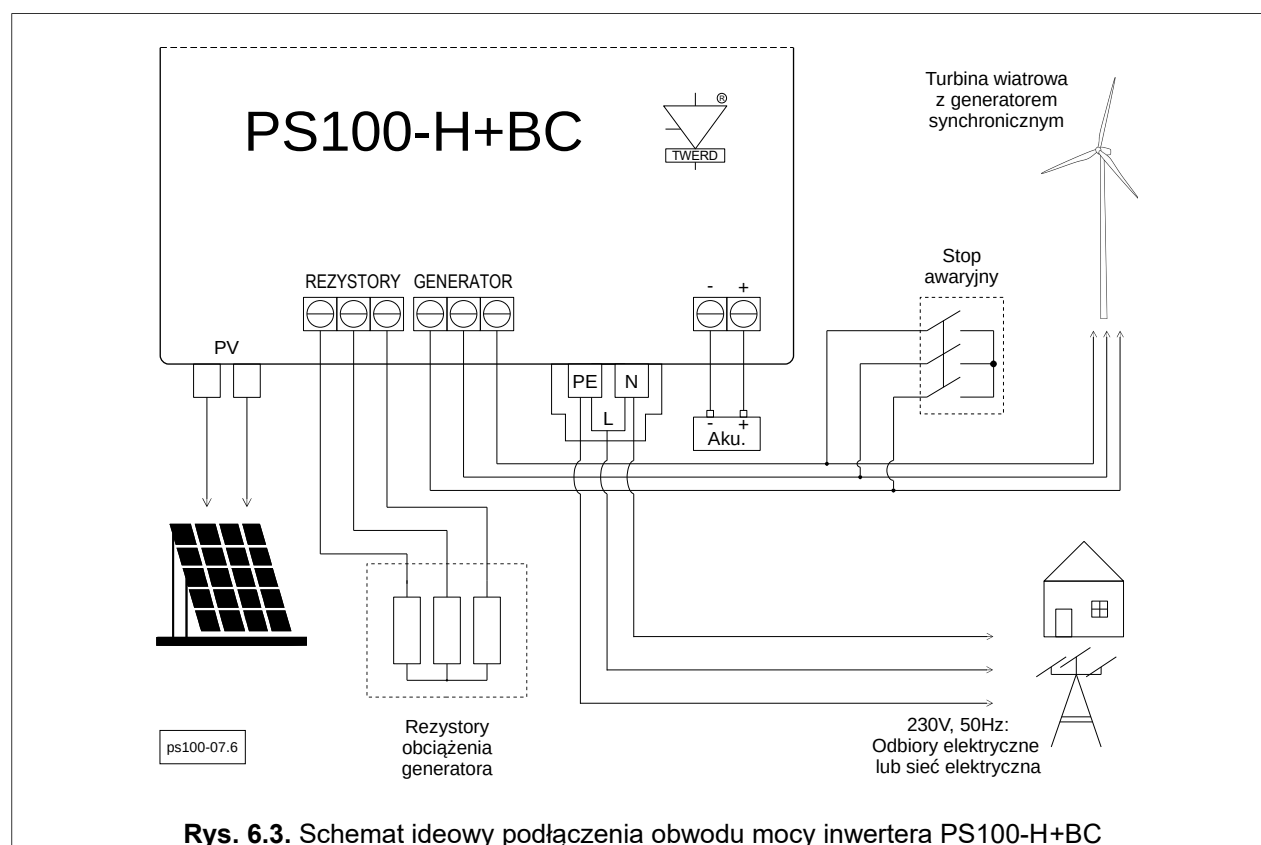 PS100-H+BC
®
TWERD
Turbina wiatrowa
z generatorem
synchronicznym
REZYSTORY GENERATOR
- +
Stop
awaryjny
PV
PE N
L
- +
Aku.
Rezystory
obciążenia
generatora
230V, 50Hz:
Odbiory elektryczne
lub sieć elektryczna
ps100-07.6
Rys. 6.3. Schemat ideowy podłączenia obwodu mocy inwertera PS100-H+BC